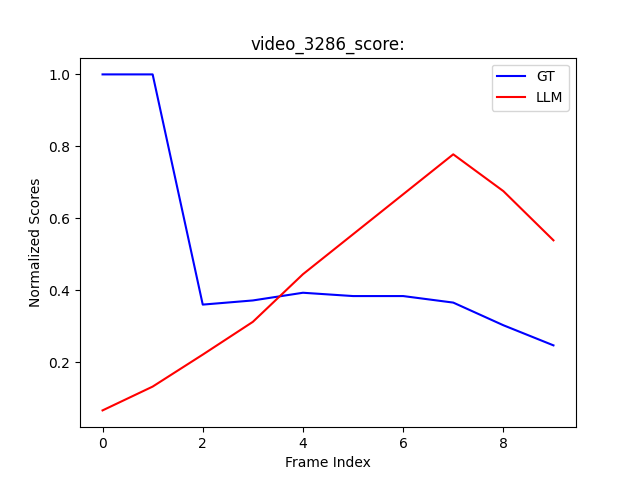 video_3286_score:
GT
LLM
1.0
0.8
0.6
0.4
0.2
Normalized Scores
0 2 4 6 8
Frame Index